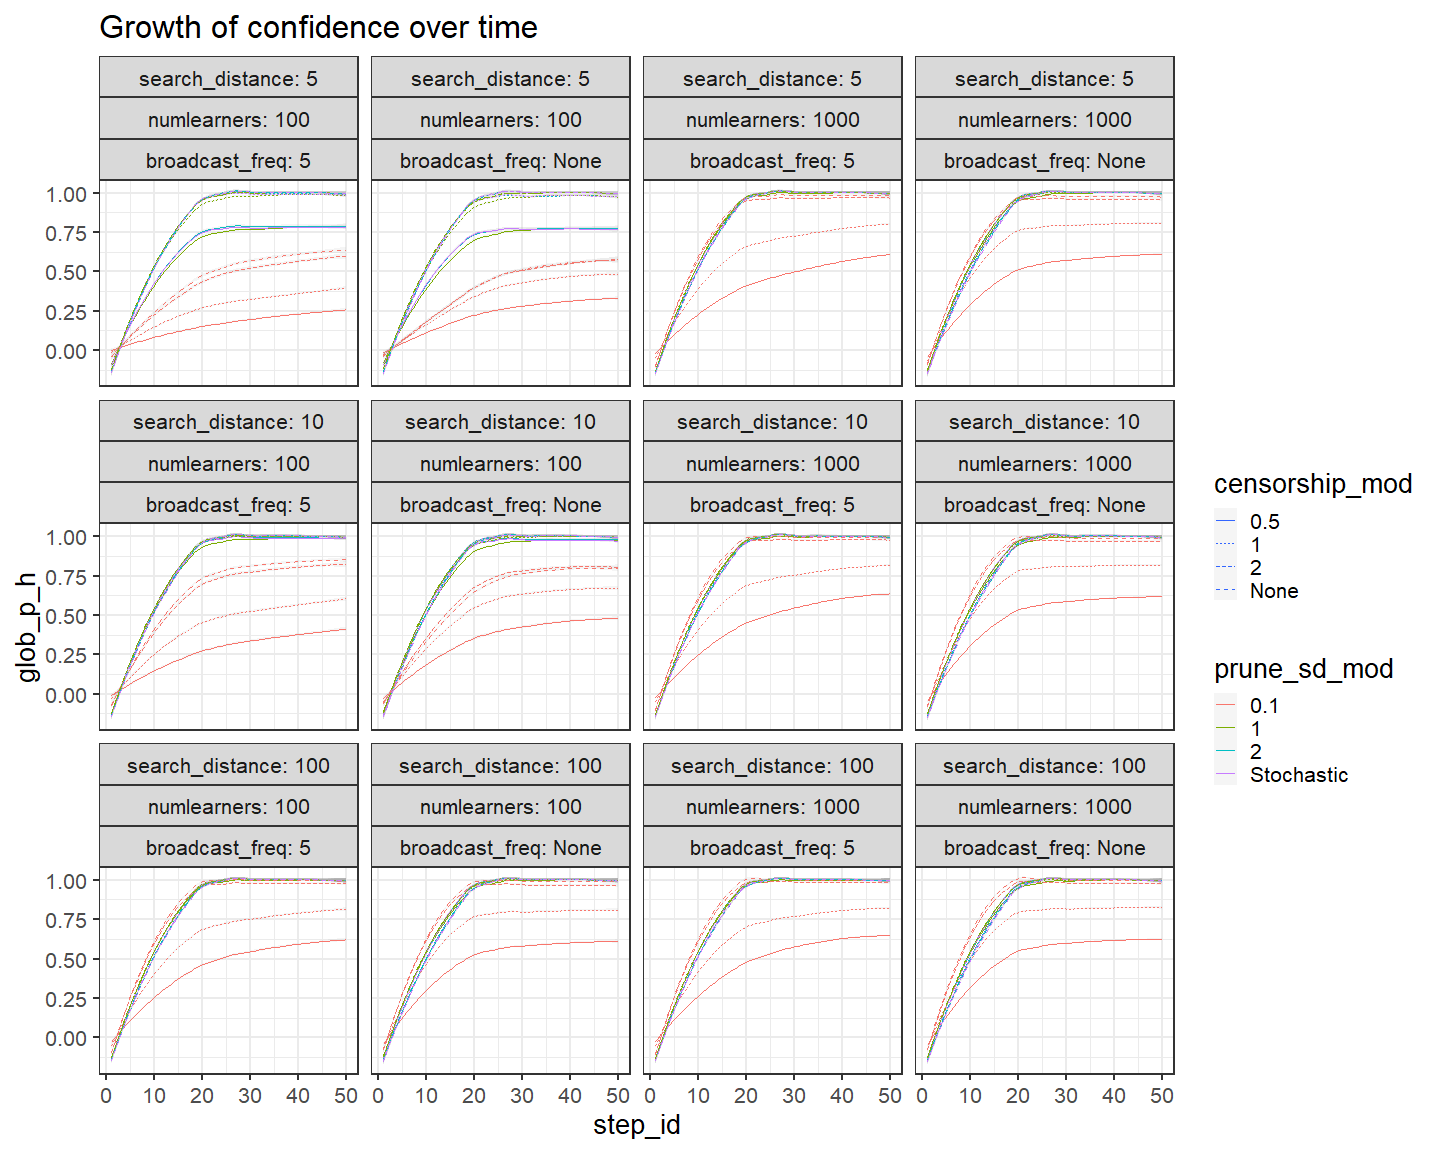 Growth of confidence over time
search_distance: 5 search_distance: 5 search_distance: 5 search_distance: 5
numlearners: 100 numlearners: 100 numlearners: 1000 numlearners: 1000
broadcast_freq: 5 broadcast_freq: None broadcast_freq: 5 broadcast_freq: None
1.00
0.75
0.50
0.25
0.00
search_distance: 10 search_distance: 10 search_distance: 10 search_distance: 10
numlearners: 100 numlearners: 100 numlearners: 1000 numlearners: 1000
broadcast_freq: 5 broadcast_freq: None broadcast_freq: 5 broadcast_freq: None
1.00
0.75
0.50
0.25
0.00
glob_p_h
search_distance: 100 search_distance: 100 search_distance: 100 search_distance: 100
numlearners: 100 numlearners: 100 numlearners: 1000 numlearners: 1000
broadcast_freq: 5 broadcast_freq: None broadcast_freq: 5 broadcast_freq: None
1.00
0.75
0.50
0.25
0.00
0 10 20 30 40 50 0 10 20 30 40 50 0 10 20 30 40 50 0 10 20 30 40 50
step_id
censorship_mod
0.5
1
2
None
prune_sd_mod
0.1
1
2
Stochastic